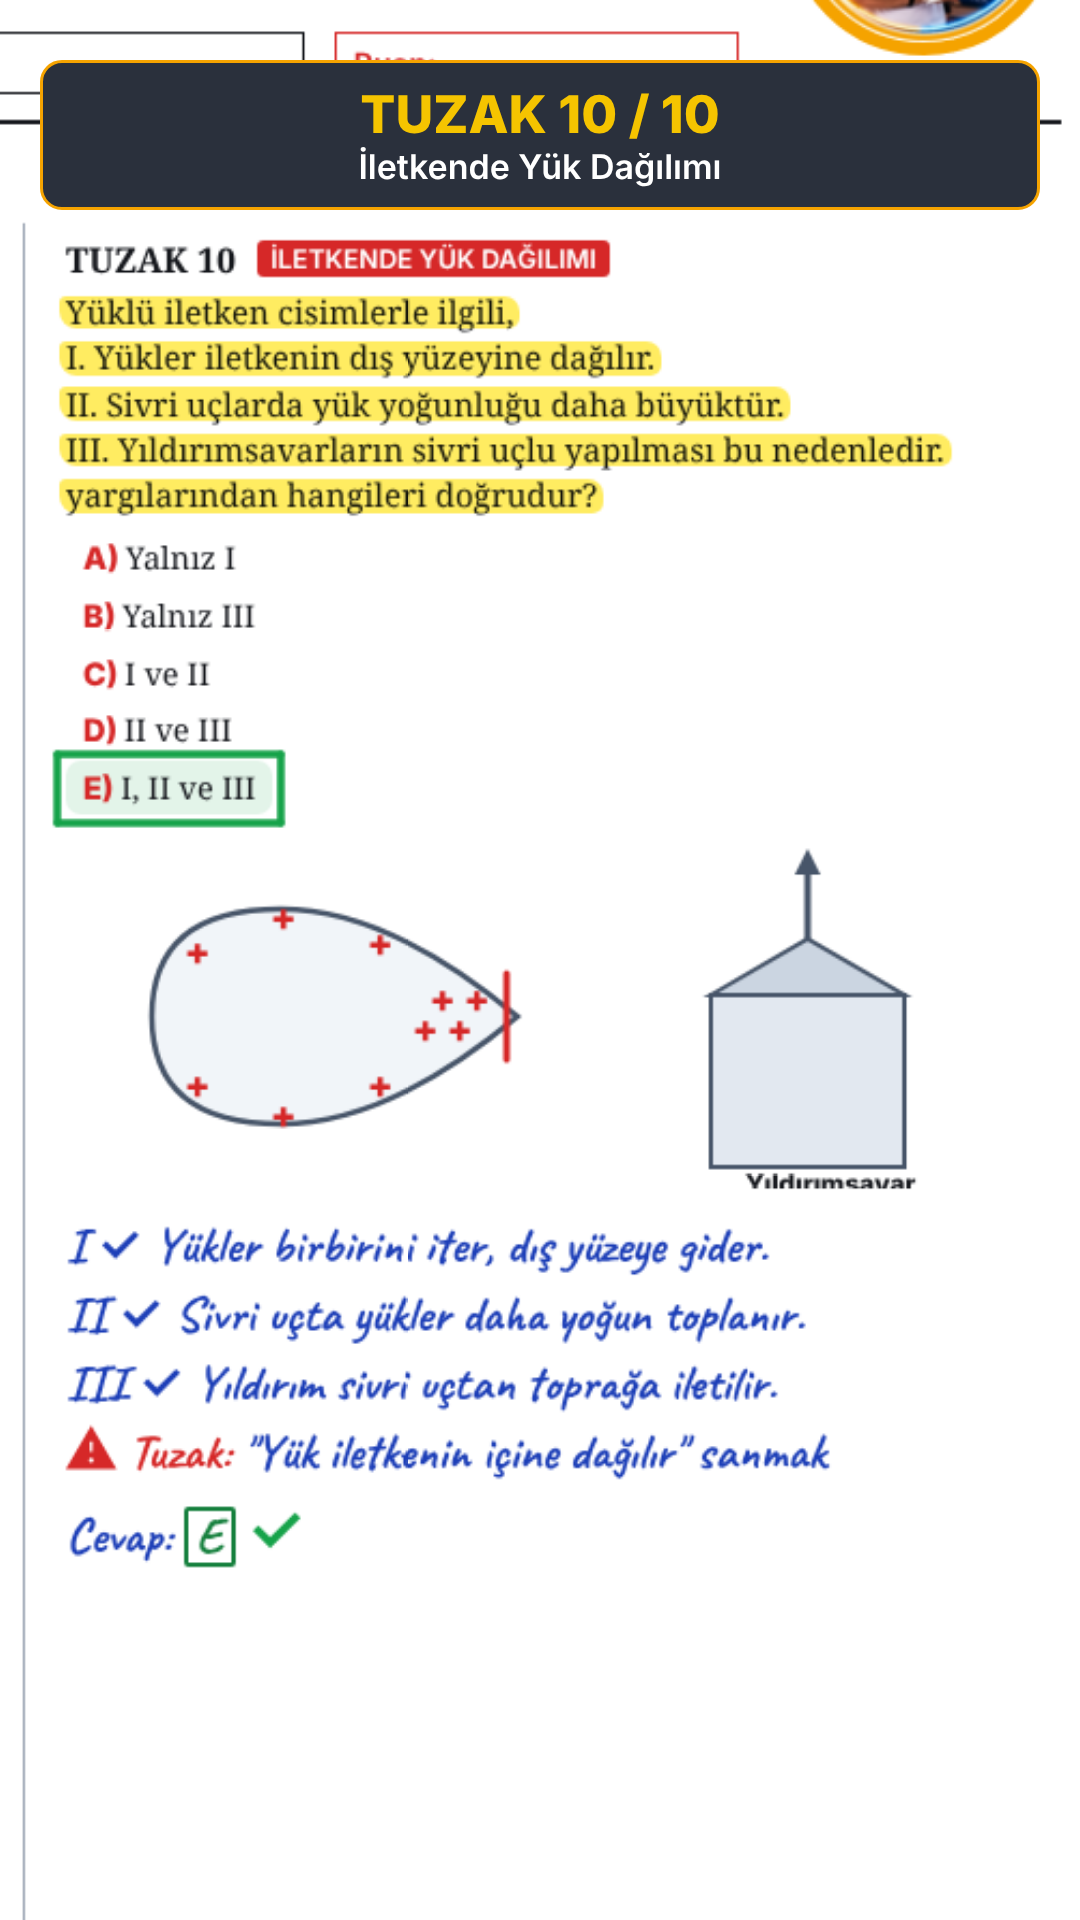 Puan:
TUZAK 10 / 10
İletkende Yük Dağılımı
TUZAK 10 İLETKENDE YÜK DAĞILIMI
Yüklü iletken cisimlerle ilgili,
I. Yükler iletkenin dış yüzeyine dağılır.
II. Sivri uçlarda yük yoğunluğu daha büyüktür.
III. Yıldırımsavarların sivri uçlu yapılması bu nedenledir.
yargılarından hangileri doğrudur?
A) Yalnız I
B) Yalnız III
C) I ve II
D) II ve III
E) I, II ve III
Yıldırımsavar
I ✓ Yükler birbirini iter, dış yüzeye gider.
II ✓ Sivri uçta yükler daha yoğun toplanır.
III ✓ Yıldırım sivri uçtan toprağa iletilir.
⚠ Tuzak: "Yük iletkenin içine dağılır" sanmak
Cevap: E ✓